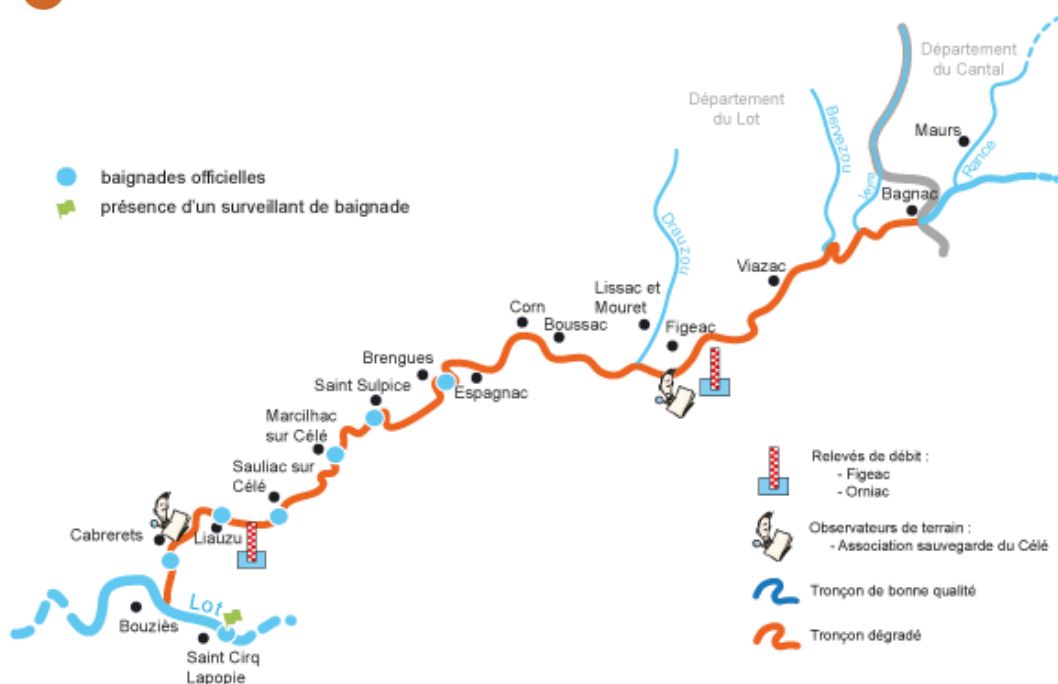 Département
du Cantal
Département
du Lot
Maurs
Bervezou
Rance
Bagnac
baignades officielles
présence d'un surveillant de baignade
Drauzou
Viazac
Lissac et
Mouret
Corn
Boussac
Figeac
Brengues
Saint Sulpice
Espagnac
Marcilhac
sur Célé
Sauliac sur
Célé
Cabrerets
Liauzu
Lot
Bouziès
Saint Cirq
Lapopie
Relevés de débit :
- Figeac
- Orniac
Observateurs de terrain :
- Association sauvegarde du Célé
Tronçon de bonne qualité
Tronçon dégradé